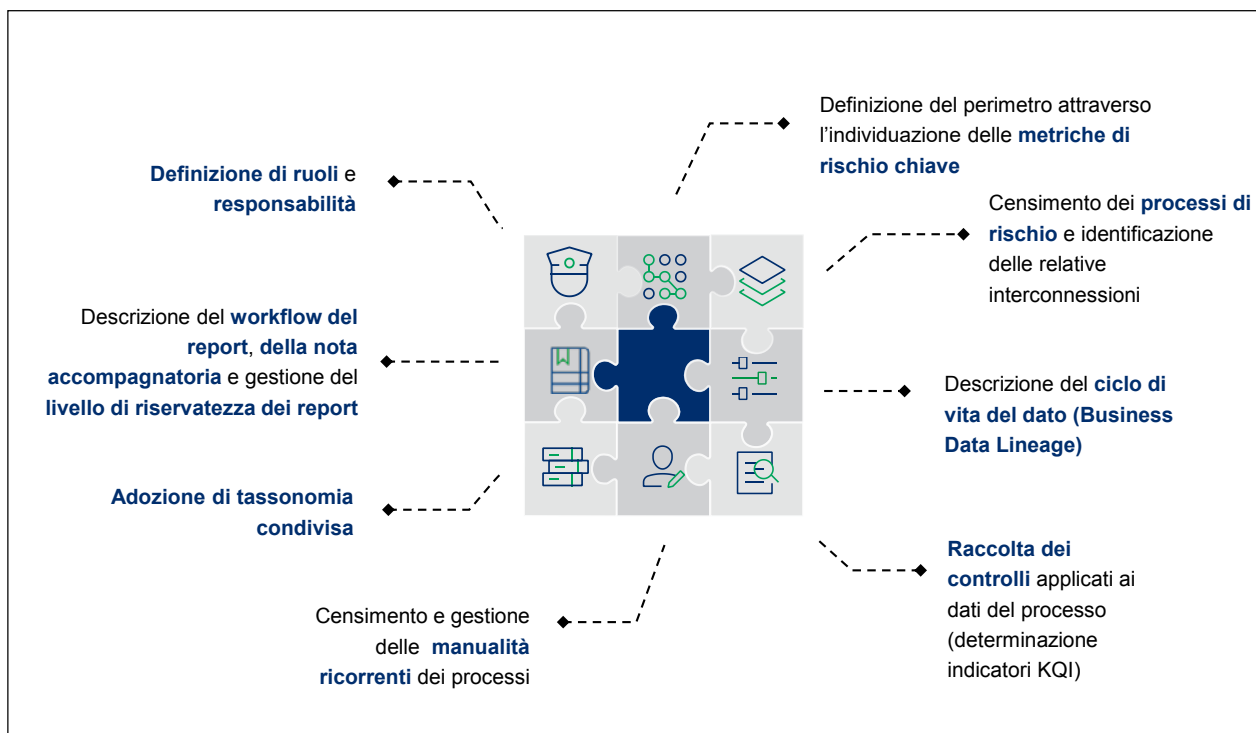 Definizione del perimetro attraverso
l'individuazione delle metriche di
rischio chiave
Definizione di ruoli e
responsabilità
Censimento dei processi di
rischio e identificazione
delle relative
interconnessioni
Descrizione del workflow del
report, della nota
accompagnatoria e gestione del
livello di riservatezza dei report
Descrizione del ciclo di
vita del dato (Business
Data Lineage)
Adozione di tassonomia
condivisa
Raccolta dei
controlli applicati ai
dati del processo
(determinazione
indicatori KQI)
Censimento e gestione
delle manualità
ricorrenti dei processi